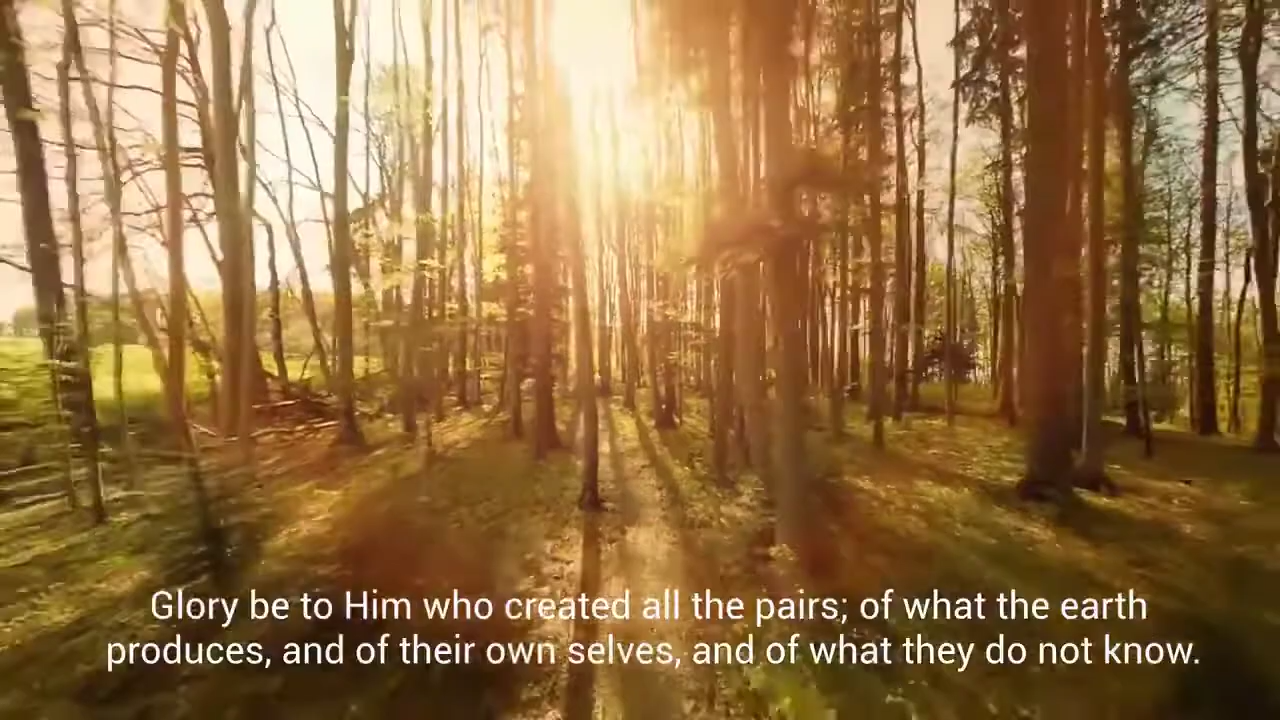 Glory be to Him who created all the pairs; of what the earth
produces, and of their own selves, and of what they do not know.